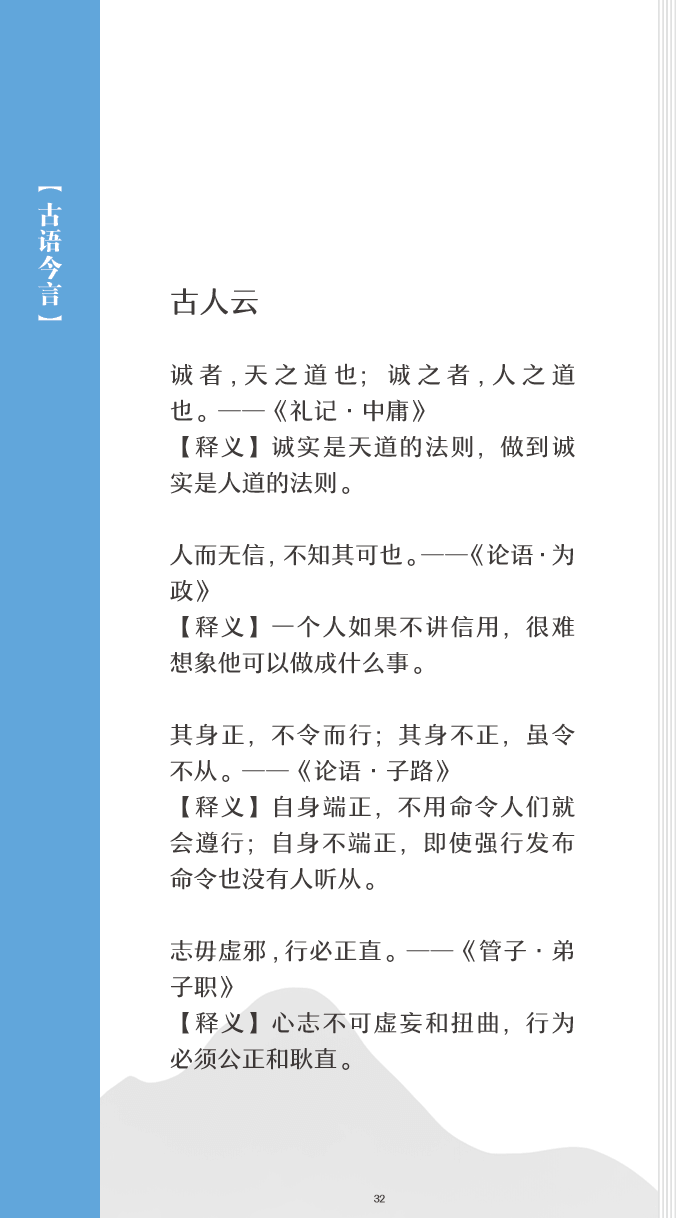 【古语今言】
古人云
诚者,天之道也；诚之者,人之道
也。——《礼记·中庸》
【释义】诚实是天道的法则，做到诚
实是人道的法则。
人而无信，不知其可也。——《论语·为
政》
【释义】一个人如果不讲信用，很难
想象他可以做成什么事。
其身正，不令而行；其身不正，虽令
不从。——《论语·子路》
【释义】自身端正，不用命令人们就
会遵行；自身不端正，即使强行发布
命令也没有人听从。
志毋虚邪,行必正直。——《管子·弟
子职》
【释义】心志不可虚妄和扭曲，行为
必须公正和耿直。
32